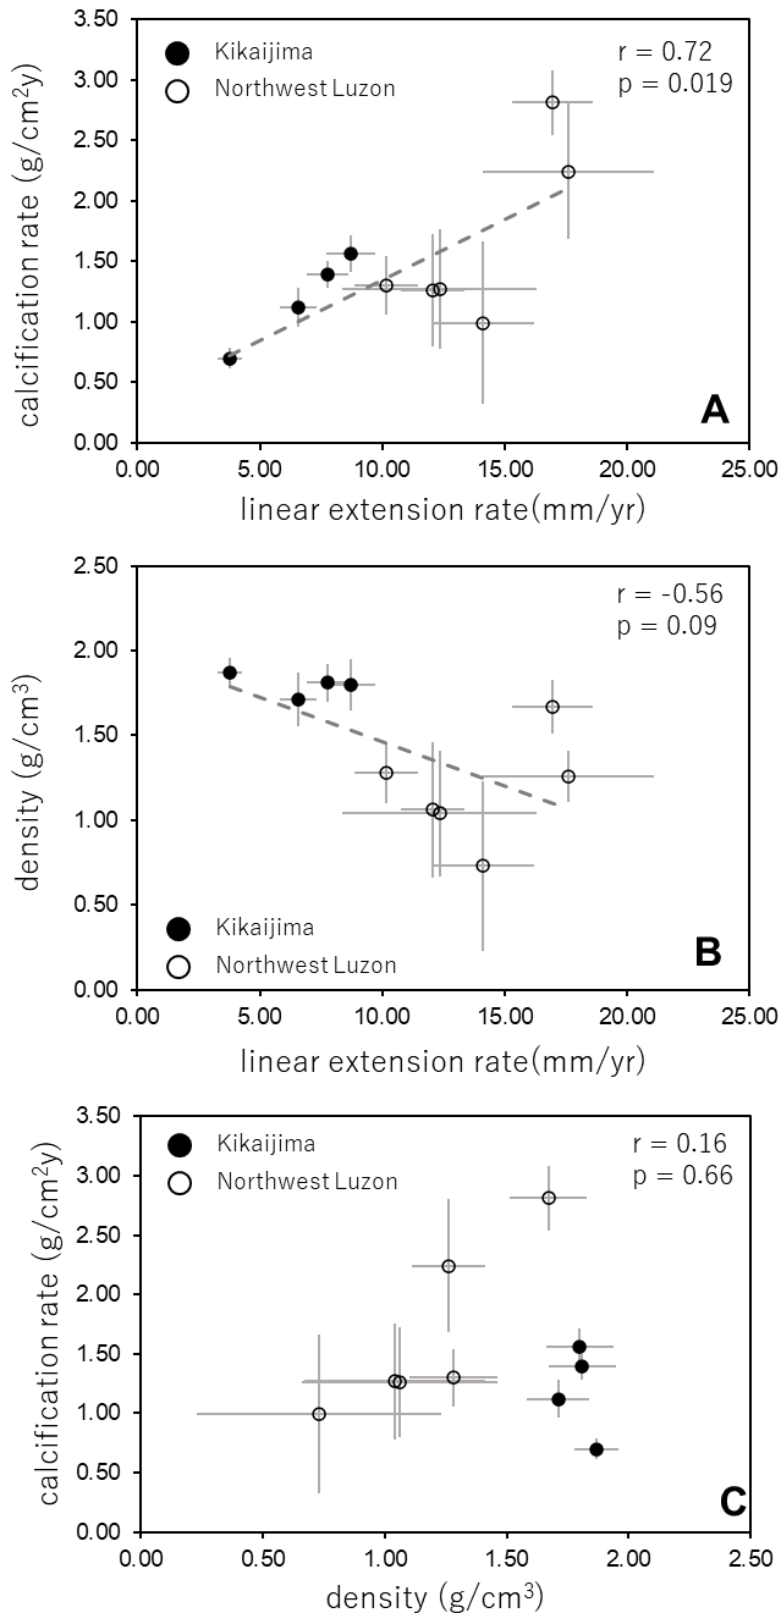 3.50
3.00
2.50
2.00
1.50
1.00
0.50
0.00
calcification rate (g/cm²y)
Kikaijima
Northwest Luzon
r = 0.72
p = 0.019
A
0.00 5.00 10.00 15.00 20.00 25.00
linear extension rate(mm/yr)
2.50
2.00
1.50
1.00
0.50
0.00
density (g/cm³)
r = -0.56
p = 0.09
Kikaijima
Northwest Luzon
B
0.00 5.00 10.00 15.00 20.00 25.00
linear extension rate(mm/yr)
3.50
3.00
2.50
2.00
1.50
1.00
0.50
0.00
calcification rate (g/cm²y)
Kikaijima
Northwest Luzon
r = 0.16
p = 0.66
C
0.00 0.50 1.00 1.50 2.00 2.50
density (g/cm³)